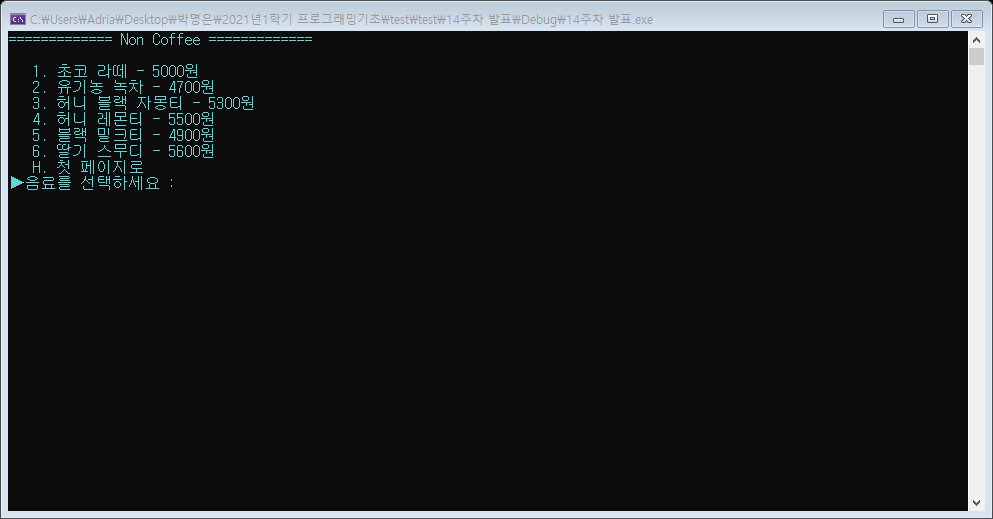 C:\Users\Adria\Desktop\박명은\2021년1학기 프로그래밍기초\test\test\14주차 발표\Debug\14주차 발표.exe
============= Non Coffee =============
1. 초코 라떼 - 5000원
2. 유기농 녹차 - 4700원
3. 허니 블랙 자몽티 - 5300원
4. 허니 레몬티 - 5500원
5. 블랙 밀크티 - 4900원
6. 딸기 스무디 - 5600원
H. 첫 페이지로
▶음료를 선택하세요 :